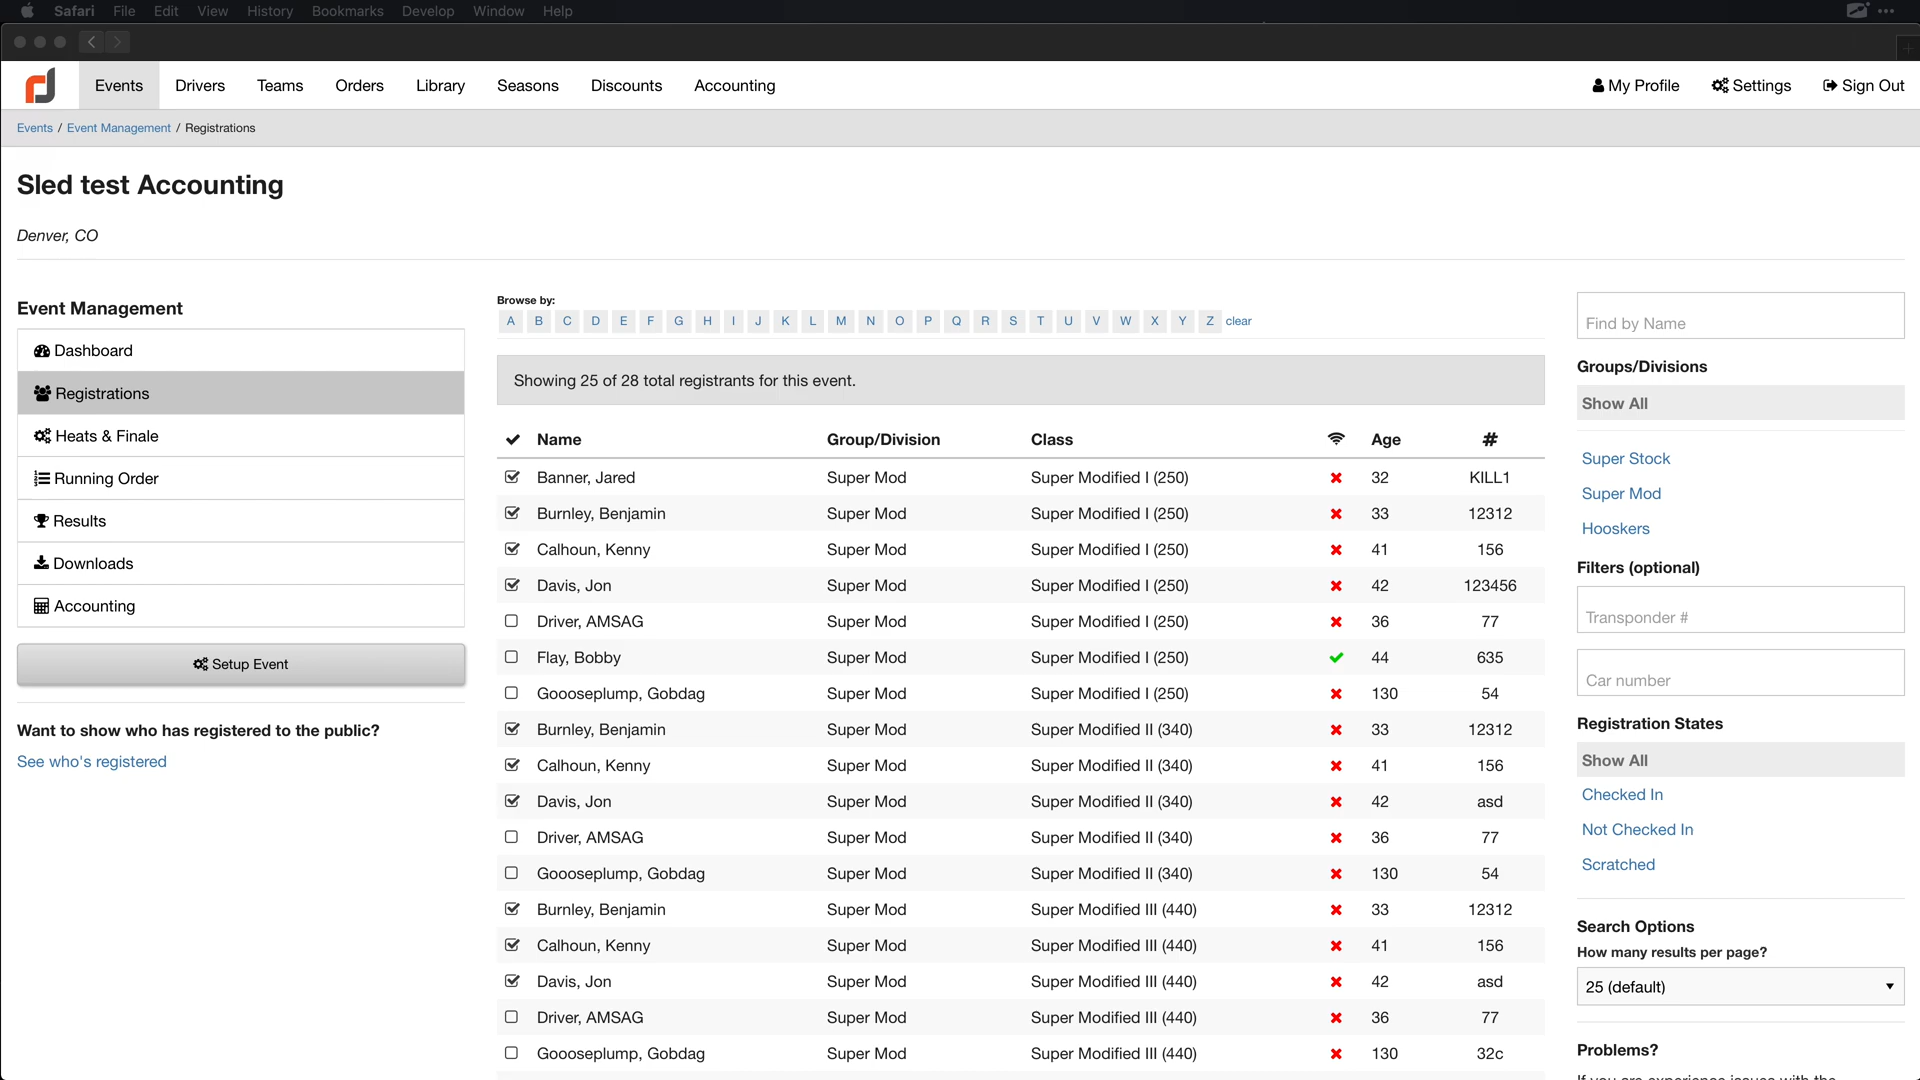 Safari File Edit View History Bookmarks Develop Window Help
Events Drivers Teams Orders Library Seasons Discounts Accounting My Profile Settings Sign Out
Events / Event Management / Registrations
Sled test Accounting
Denver, CO
Event Management
Dashboard
Registrations
Heats & Finale
Running Order
Results
Downloads
Accounting
Setup Event
Want to show who has registered to the public?
See who's registered
Browse by:
A B C D E F G H I J K L M N O P Q R S T U V W X Y Z clear
Showing 25 of 28 total registrants for this event.
Name Group/Division Class Age #
Banner, Jared Super Mod Super Modified I (250) 32 KILL1
Burnley, Benjamin Super Mod Super Modified I (250) 33 12312
Calhoun, Kenny Super Mod Super Modified I (250) 41 156
Davis, Jon Super Mod Super Modified I (250) 42 123456
Driver, AMSAG Super Mod Super Modified I (250) 36 77
Flay, Bobby Super Mod Super Modified I (250) 44 635
Goooseplump, Gobdag Super Mod Super Modified I (250) 130 54
Burnley, Benjamin Super Mod Super Modified II (340) 33 12312
Calhoun, Kenny Super Mod Super Modified II (340) 41 156
Davis, Jon Super Mod Super Modified II (340) 42 asd
Driver, AMSAG Super Mod Super Modified II (340) 36 77
Goooseplump, Gobdag Super Mod Super Modified II (340) 130 54
Burnley, Benjamin Super Mod Super Modified III (440) 33 12312
Calhoun, Kenny Super Mod Super Modified III (440) 41 156
Davis, Jon Super Mod Super Modified III (440) 42 asd
Driver, AMSAG Super Mod Super Modified III (440) 36 77
Goooseplump, Gobdag Super Mod Super Modified III (440) 130 32c
Find by Name
Groups/Divisions
Show All
Super Stock
Super Mod
Hooskers
Filters (optional)
Transponder #
Car number
Registration States
Show All
Checked In
Not Checked In
Scratched
Search Options
How many results per page?
25 (default)
Problems?
If you are experience issues with the